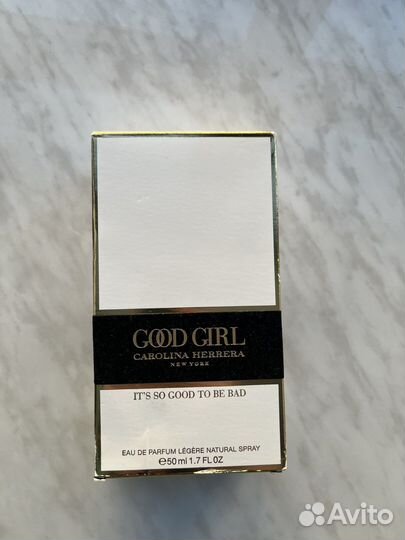 GOOD GIRL
CAROLINA HERRERA
NEW YORK
IT'S SO GOOD TO BE BAD
EAU DE PARFUM LÉGÈRE NATURAL SPRAY
℮50 ml 1.7 FL OZ
Avito